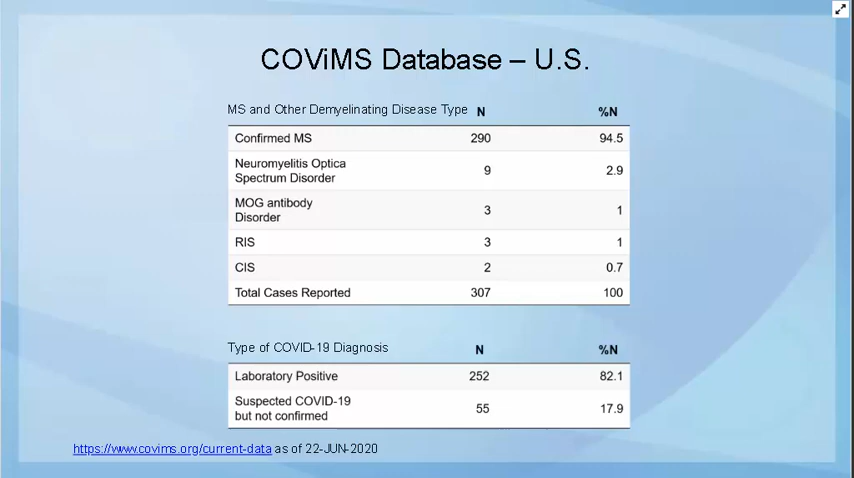 COViMS Database – U.S.
MS and Other Demyelinating Disease Type N %N
Confirmed MS 290 94.5
Neuromyelitis Optica
Spectrum Disorder 9 2.9
MOG antibody
Disorder 3 1
RIS 3 1
CIS 2 0.7
Total Cases Reported 307 100
Type of COVID-19 Diagnosis N %N
Laboratory Positive 252 82.1
Suspected COVID-19
but not confirmed 55 17.9
https://www.covims.org/current-data as of 22-JUN-2020